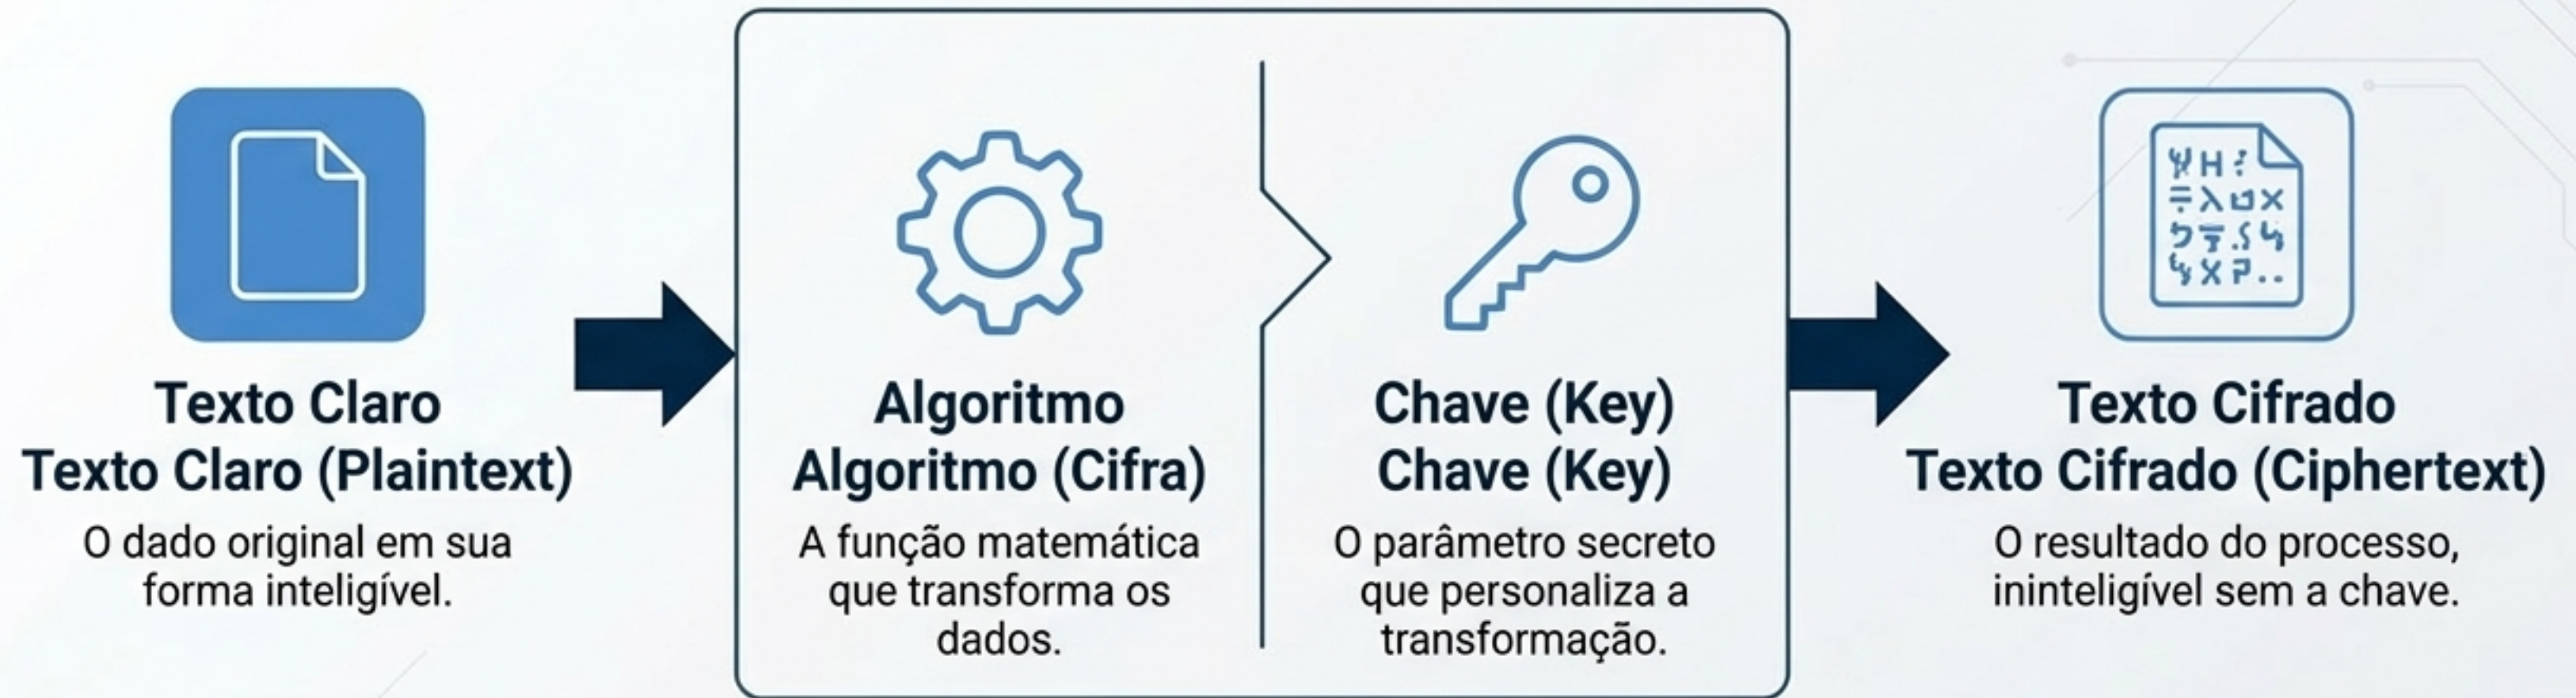 Texto Claro
Texto Claro (Plaintext)
O dado original em sua
forma inteligível.
Algoritmo
Algoritmo (Cifra)
A função matemática
que transforma os
dados.
Chave (Key)
Chave (Key)
O parâmetro secreto
que personaliza a
transformação.
Texto Cifrado
Texto Cifrado (Ciphertext)
O resultado do processo,
ininteligível sem a chave.